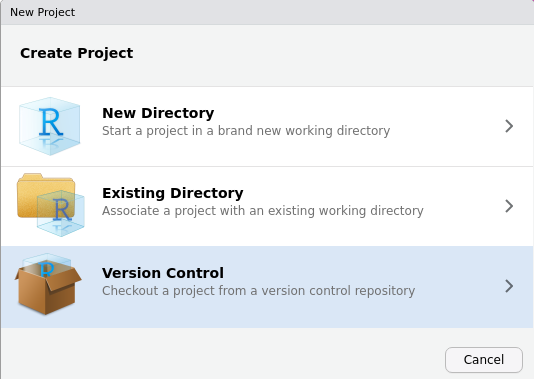 New Project
Create Project
R
New Directory
Start a project in a brand new working directory
R
Existing Directory
Associate a project with an existing working directory
R
Version Control
Checkout a project from a version control repository
Cancel